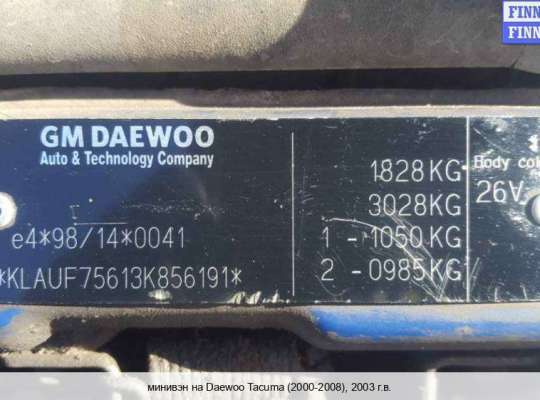 FINN
FINN
GM DAEWOO
Auto & Technology Company
e4*98/14*0041
*KLAUF75613K856191*
1828KG
3028KG
1 -1050KG
2 -0985KG
Body col
26V
минивэн на Daewoo Tacuma (2000-2008), 2003 г.в.